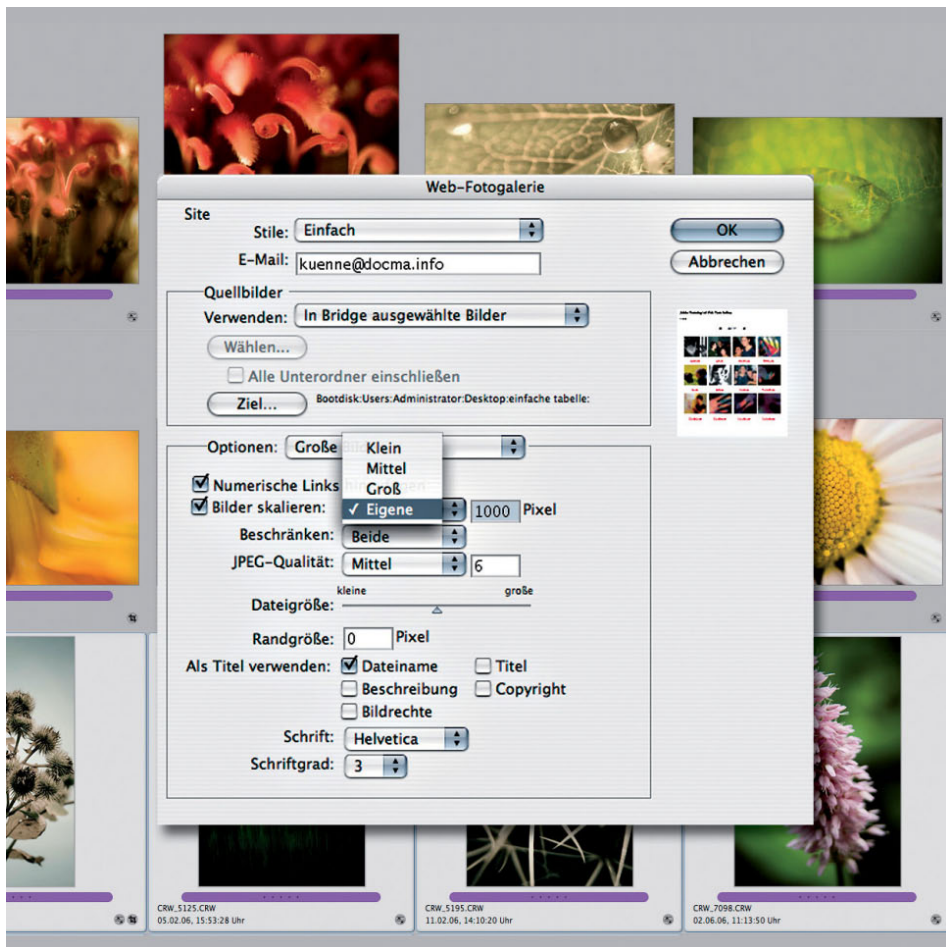 Web-Fotogalerie
Site
Stile: Einfach
OK
E-Mail: kuenne@docma.info
Abbrechen
Quellbilder
Verwenden: In Bridge ausgewählte Bilder
Wählen...
Alle Unterordner einschließen
Ziel... Bootdisk:Users:Administrator:Desktop:einfache tabelle:
Optionen: Große
Klein
Mittel
Groß
Eigene
Numerische Links
Bilder skalieren: 1000 Pixel
Beschränken: Beide
JPEG-Qualität: Mittel 6
kleine große
Dateigröße:
Randgröße: 0 Pixel
Als Titel verwenden: Dateiname Titel
Beschreibung Copyright
Bildrechte
Schrift: Helvetica
Schriftgrad: 3
CRW_5125.CRW
05.02.06, 15:53:28 Uhr
CRW_5195.CRW
11.02.06, 14:10:20 Uhr
CRW_7098.CRW
02.06.06, 11:13:50 Uhr